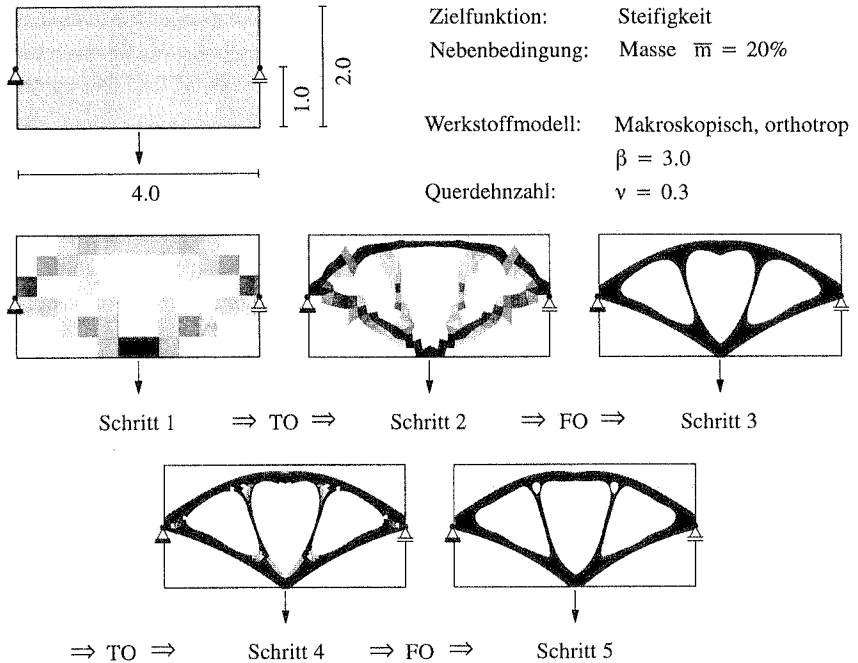 Zielfunktion: Steifigkeit
Nebenbedingung: Masse m̅ = 20%
1.0
2.0
4.0
Werkstoffmodell: Makroskopisch, orthotrop
β = 3.0
Querdehnzahl: ν = 0.3
Schritt 1 ⇒ TO ⇒ Schritt 2 ⇒ FO ⇒ Schritt 3
⇒ TO ⇒ Schritt 4 ⇒ FO ⇒ Schritt 5